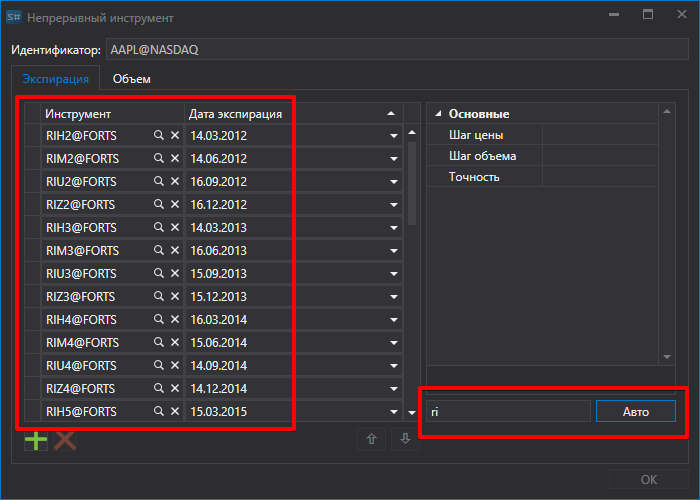 S# Непрерывный инструмент
Идентификатор: AAPL@NASDAQ
Экспирация Объем
Инструмент Дата экспирация
RIH2@FORTS 14.03.2012
RIM2@FORTS 14.06.2012
RIU2@FORTS 16.09.2012
RIZ2@FORTS 16.12.2012
RIH3@FORTS 14.03.2013
RIM3@FORTS 16.06.2013
RIU3@FORTS 15.09.2013
RIZ3@FORTS 15.12.2013
RIH4@FORTS 16.03.2014
RIM4@FORTS 15.06.2014
RIU4@FORTS 14.09.2014
RIZ4@FORTS 14.12.2014
RIH5@FORTS 15.03.2015
Основные
Шаг цены
Шаг объема
Точность
ri Авто
OK